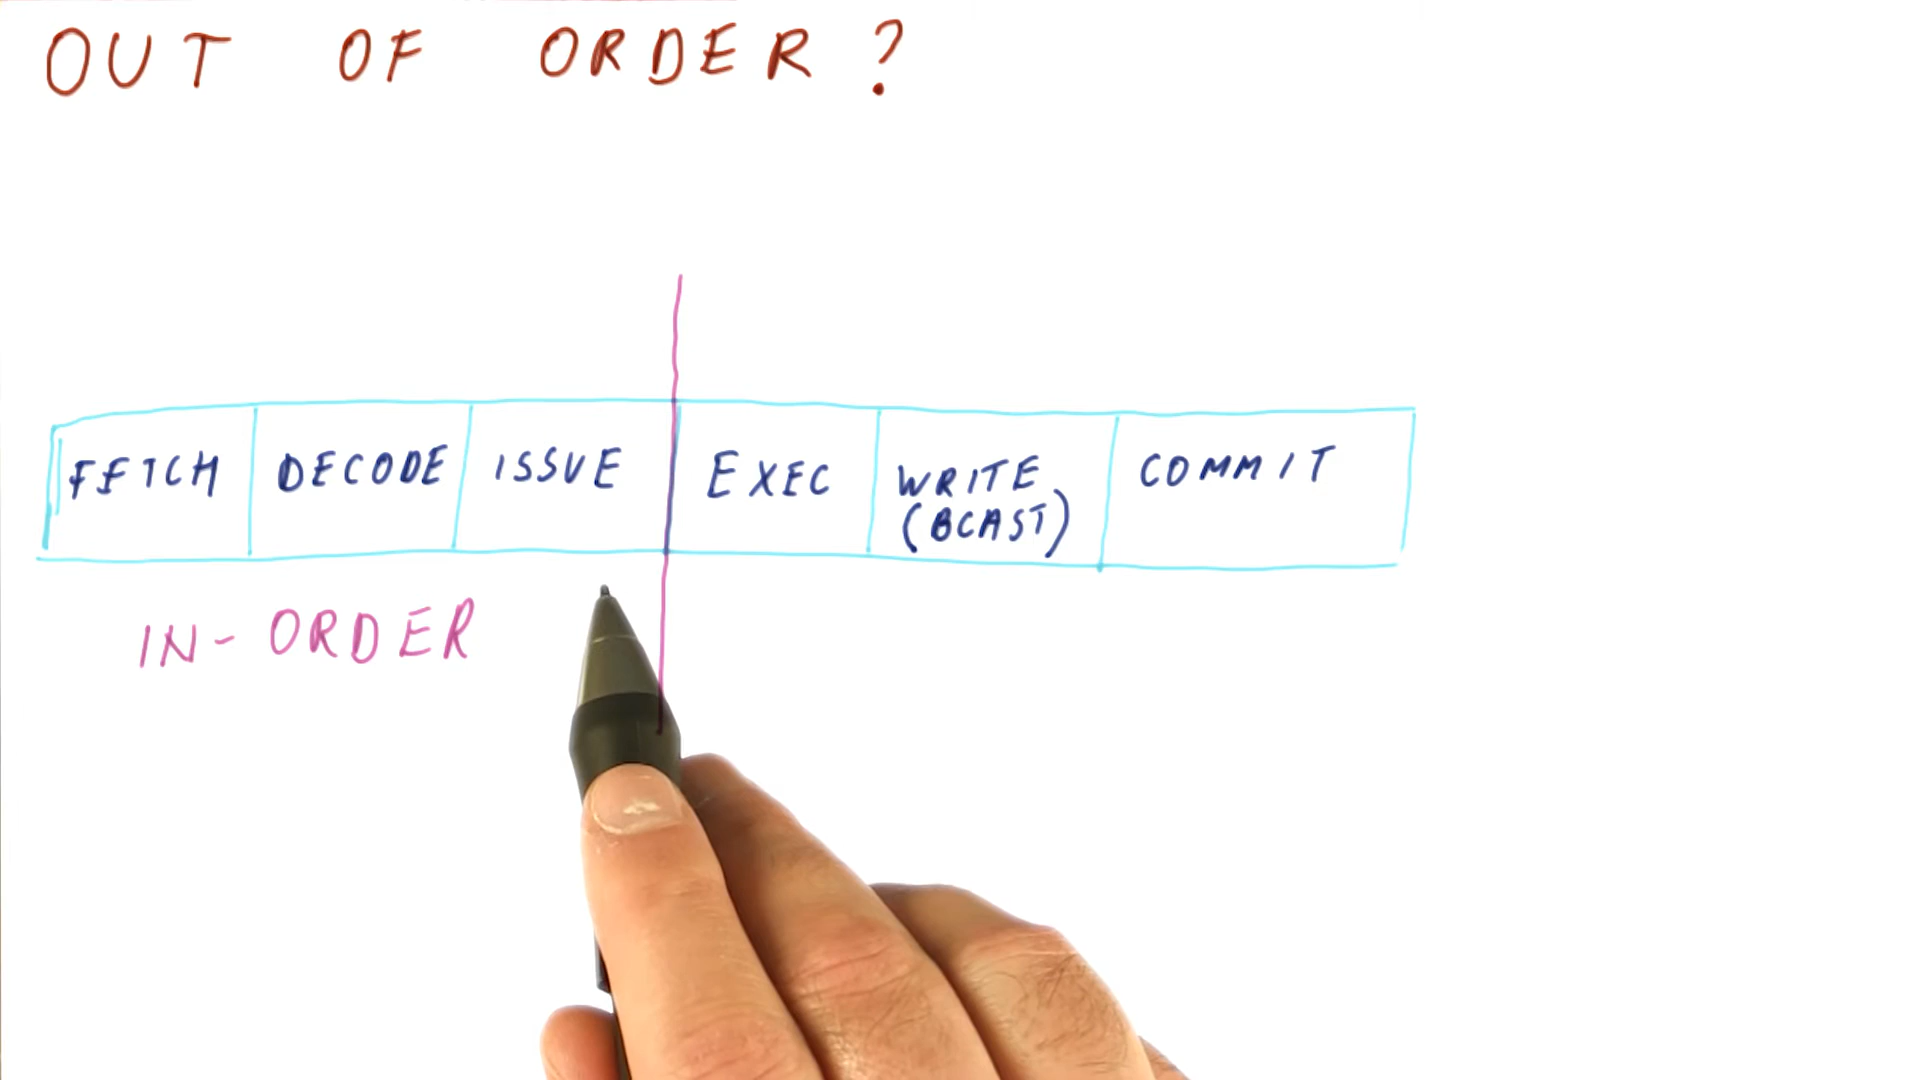 OUT OF ORDER?
FETCH DECODE ISSUE EXEC WRITE (BCAST) COMMIT
IN-ORDER